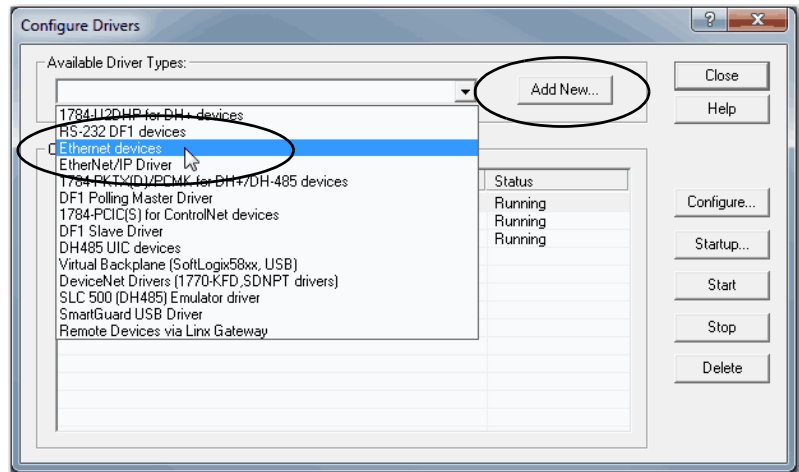 Configure Drivers
Available Driver Types:
Add New...
Close
Help
1784-U2DHP for DH+ devices
RS-232 DF1 devices
Ethernet devices
EtherNet/IP Driver
1784-PKTX(D)/PCMK for DH+/DH-485 devices
DF1 Polling Master Driver
1784-PCIC(S) for ControlNet devices
DF1 Slave Driver
DH485 UIC devices
Virtual Backplane (SoftLogix58xx, USB)
DeviceNet Drivers (1770-KFD,SDNPT drivers)
SLC 500 (DH485) Emulator driver
SmartGuard USB Driver
Remote Devices via Linx Gateway
Status
Running
Running
Running
Configure...
Startup...
Start
Stop
Delete